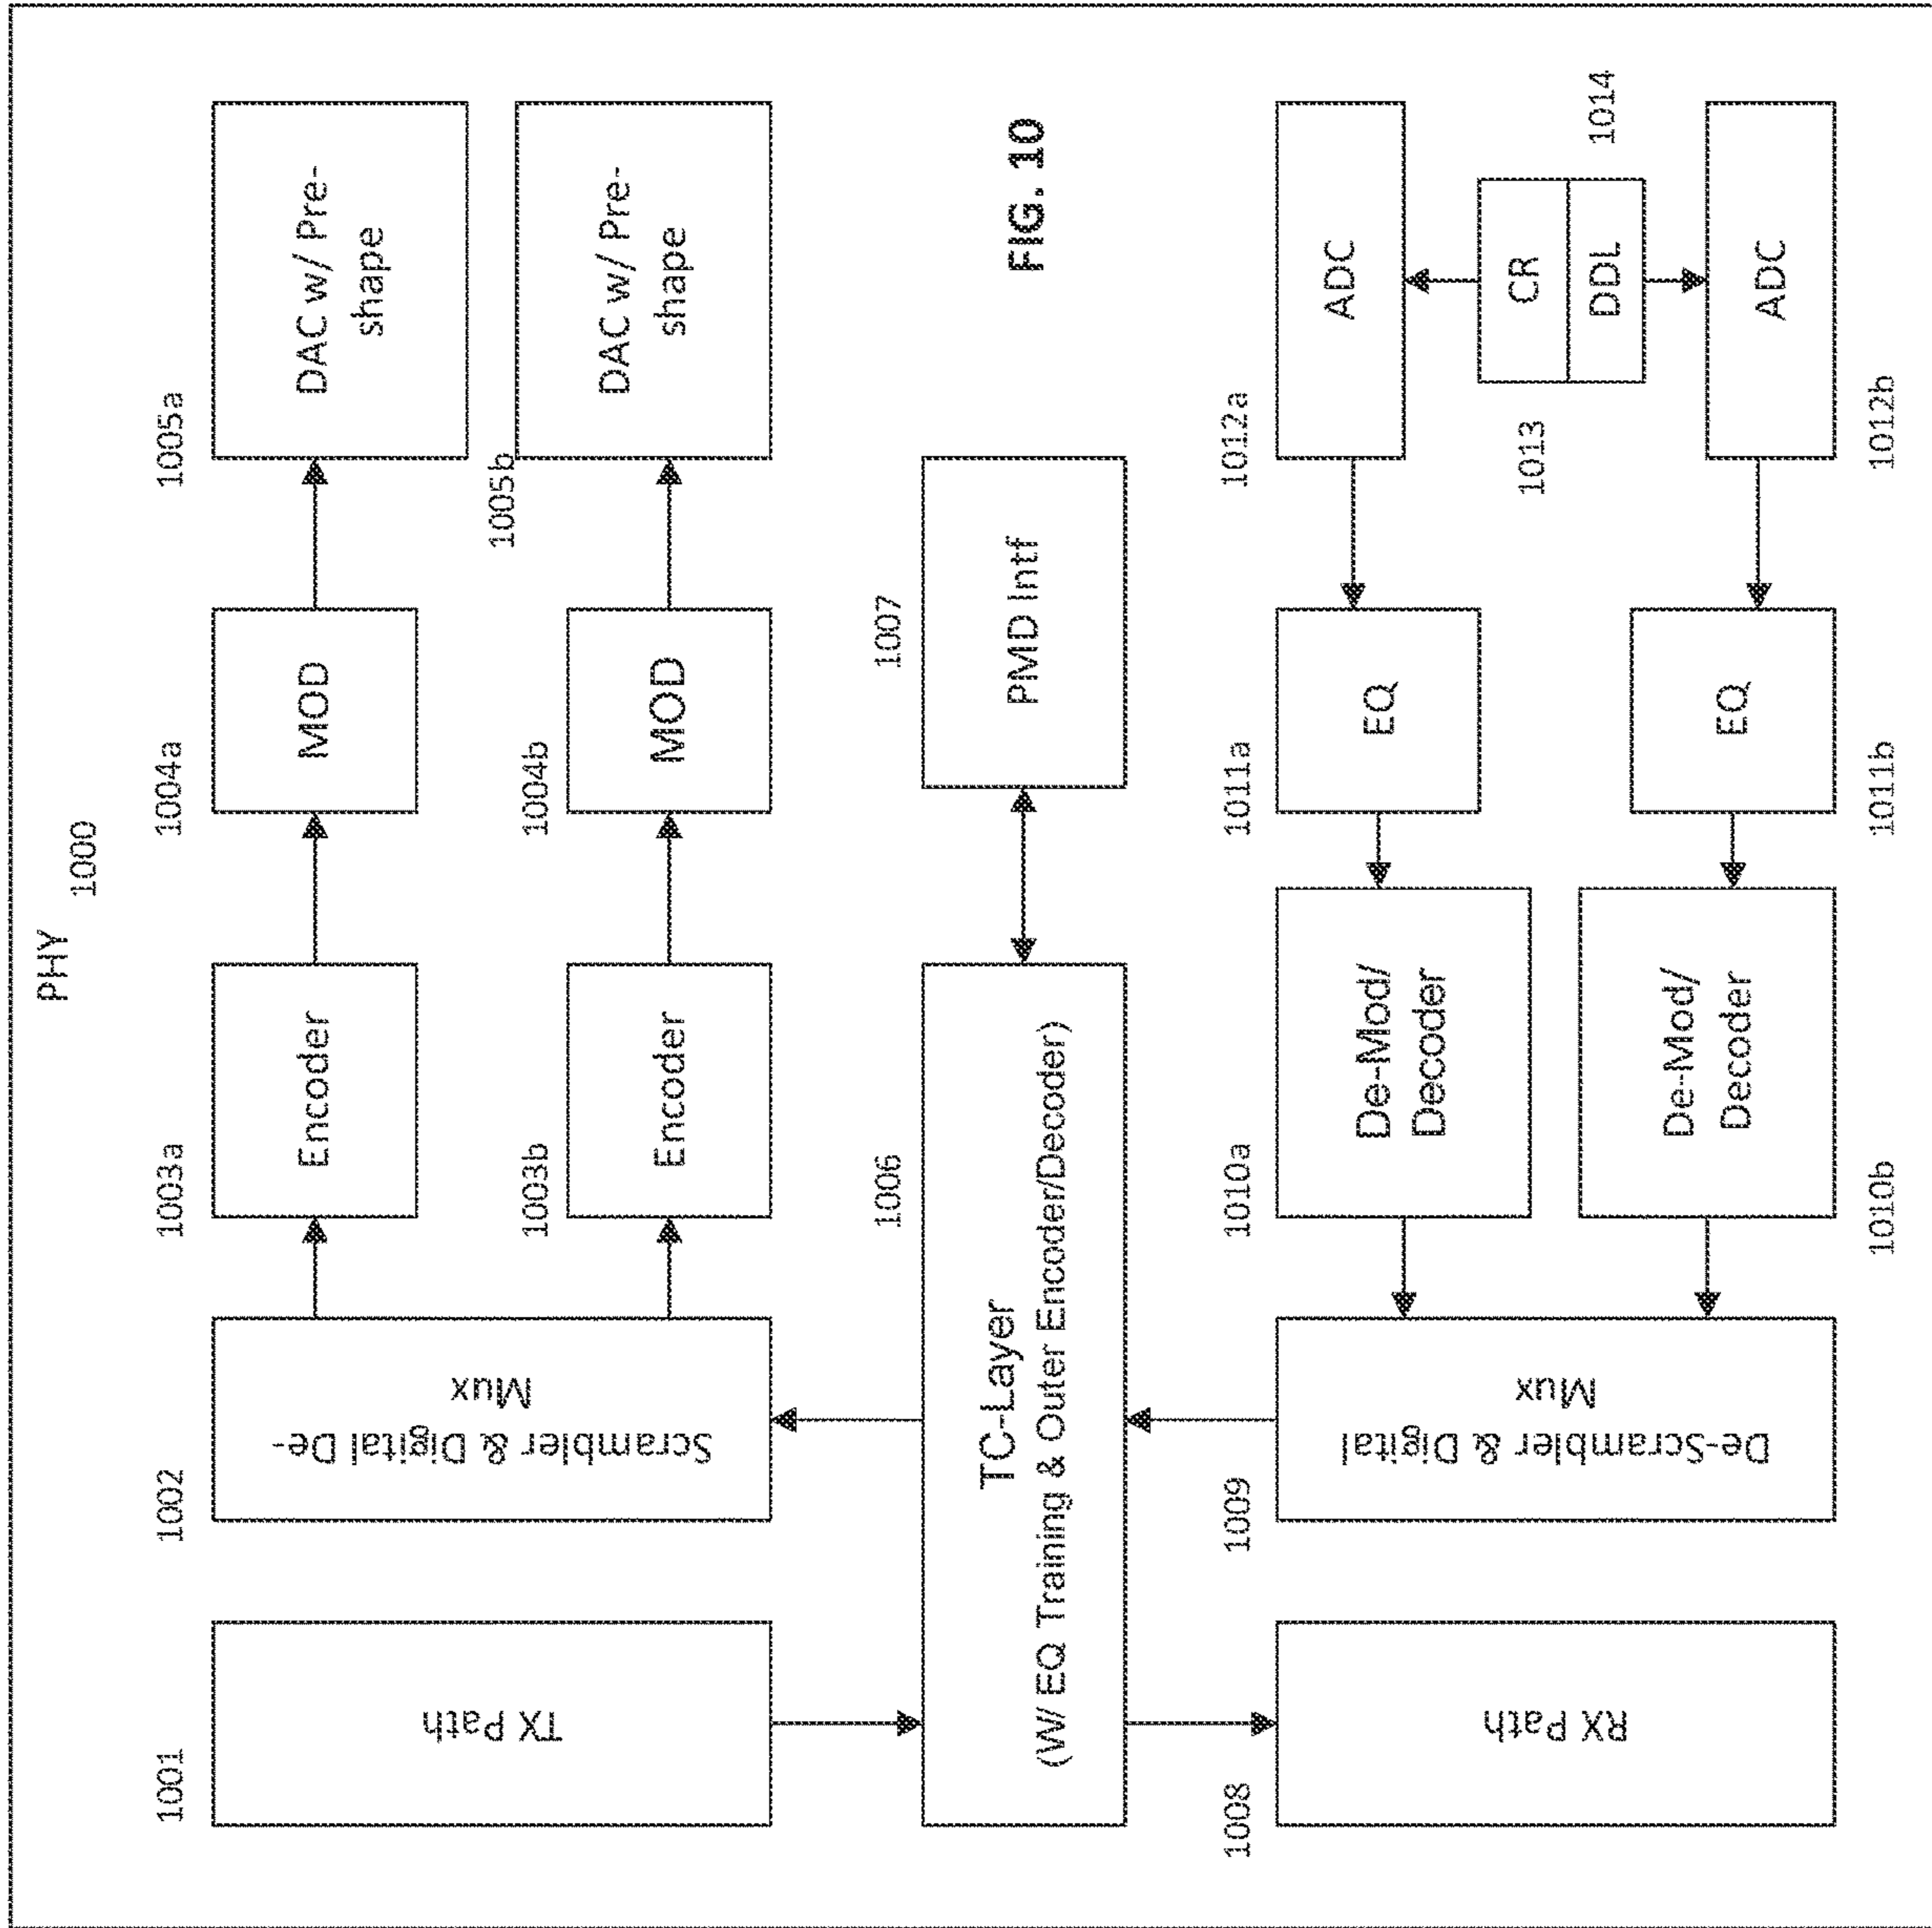 PHY
1000
1001
TX Path
1002
Scrambler & Digital De-
Mux
1003a
Encoder
1004a
MOD
1005a
DAC w/ Pre-
shape
1003b
Encoder
1004b
MOD
1005b
DAC w/ Pre-
shape
1006
TC-Layer
(W/ EQ Training & Outer Encoder/Decoder)
1007
PMD Intf
FIG. 10
1008
RX Path
1009
De-Scrambler & Digital
Mux
1010a
De-Mod/
Decoder
1011a
EQ
1012a
ADC
1013
CR
DDL
1014
De-Mod/
Decoder
1010b
EQ
1011b
ADC
1012b